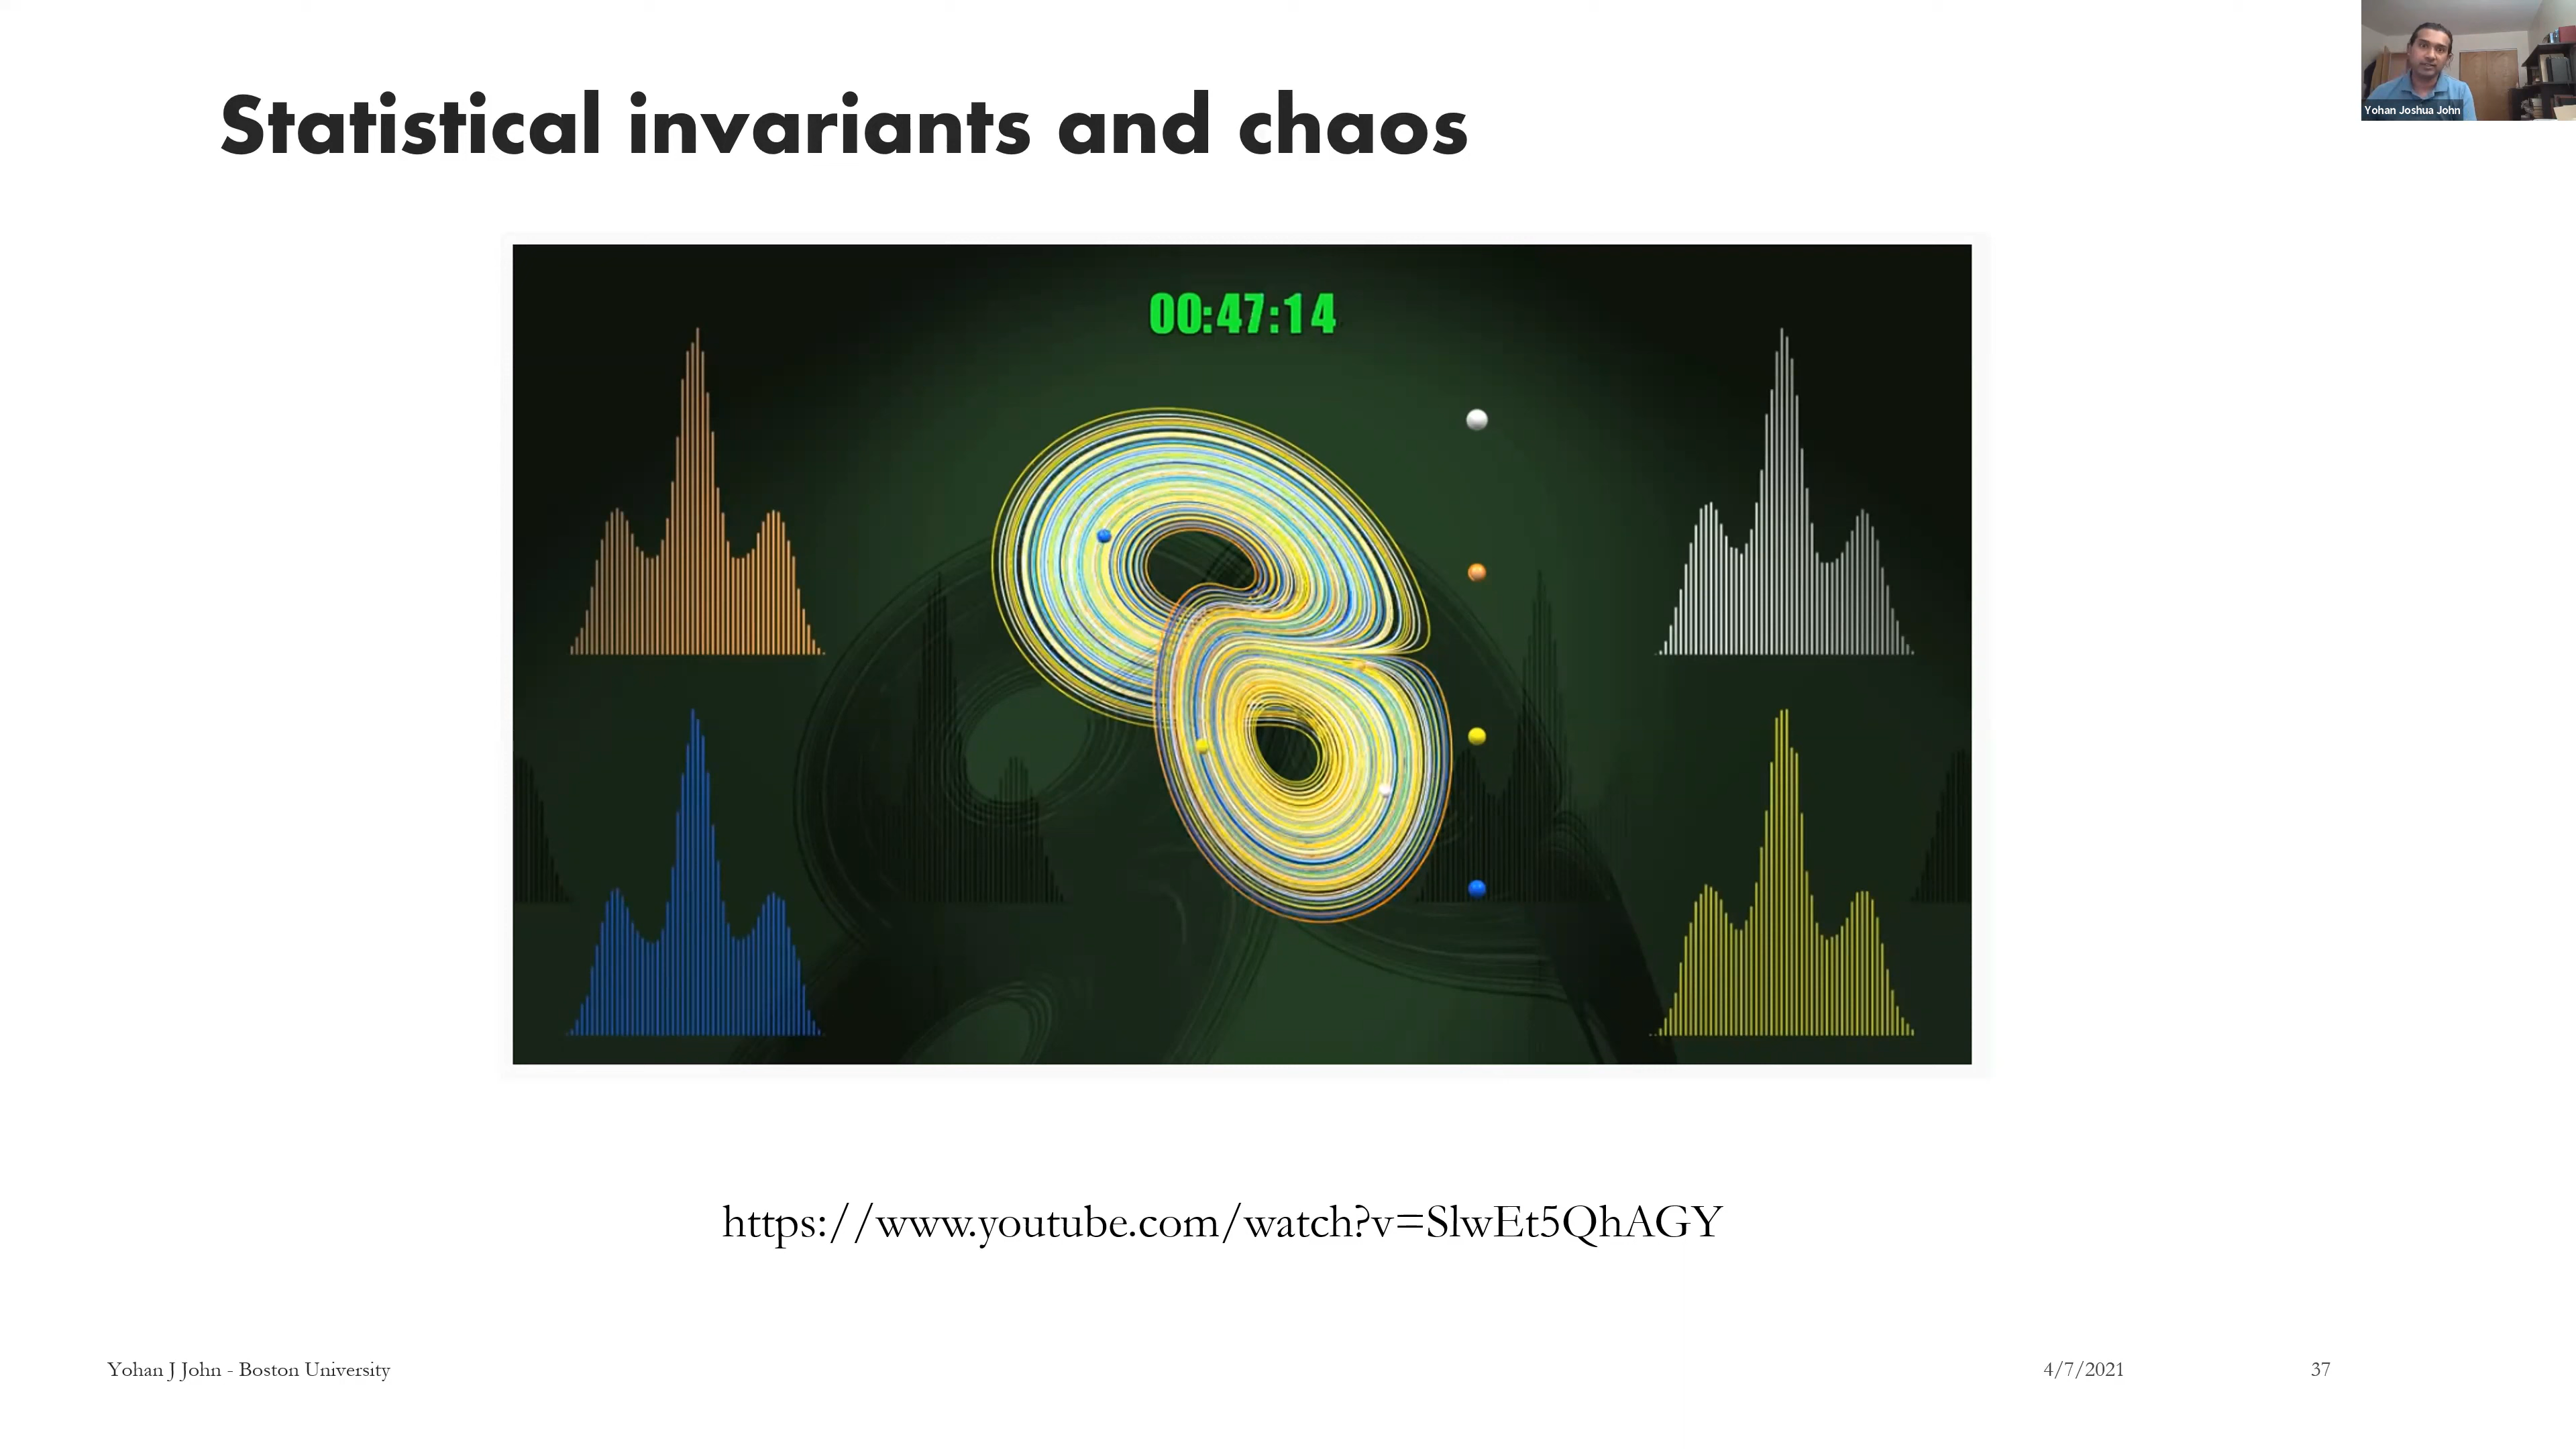 Statistical invariants and chaos
Yohan Joshua John
00:47:14
https://www.youtube.com/watch?v=SlwEt5QhAGY
Yohan J John - Boston University
4/7/2021
37